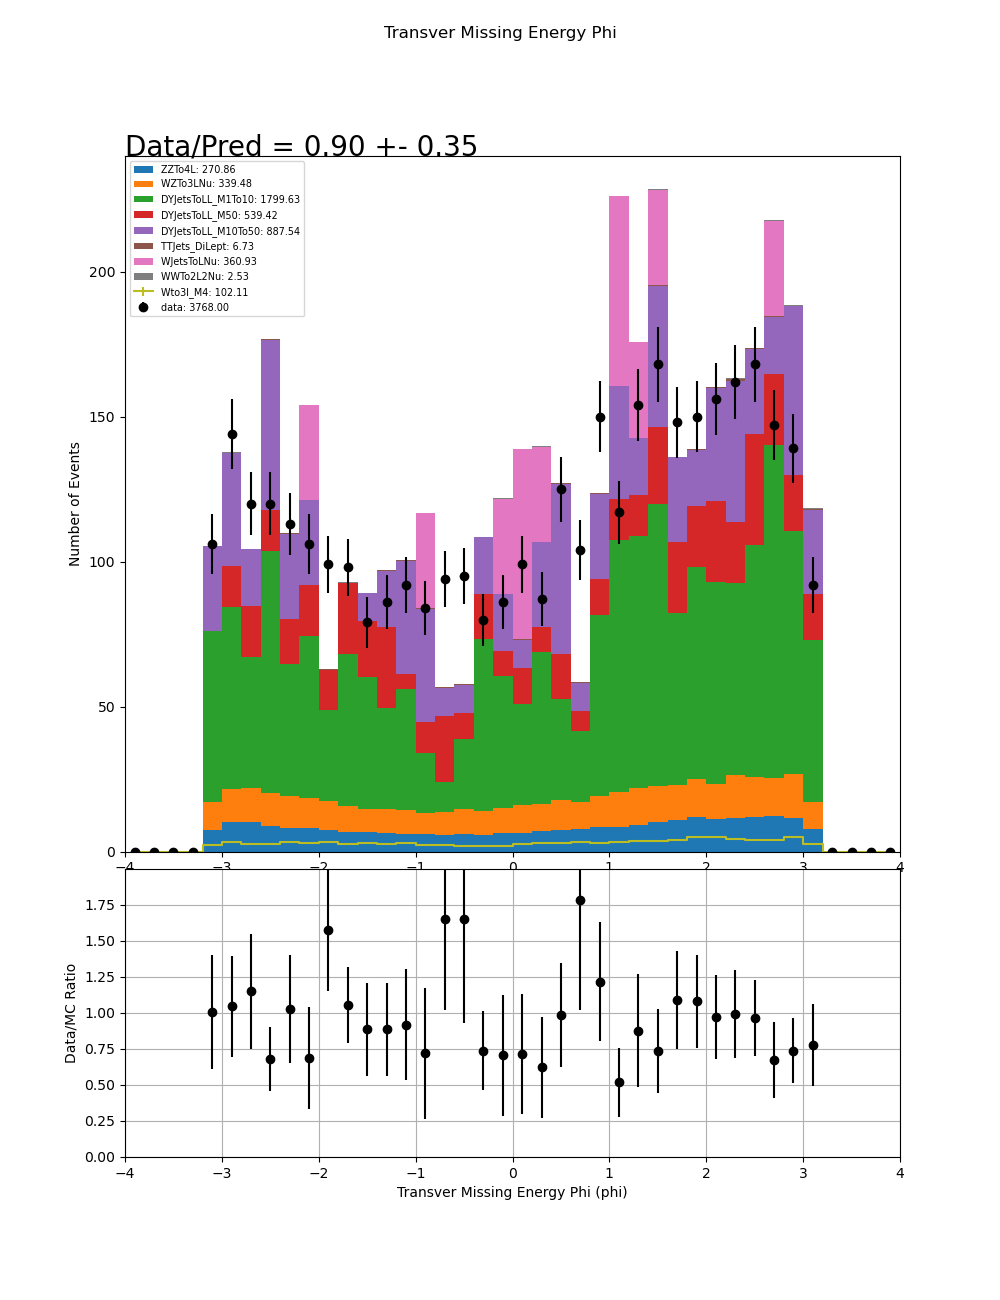 Transver Missing Energy Phi
Data/Pred = 0.90 +- 0.35
ZZTo4L: 270.86
WZTo3LNu: 339.48
DYJetsToLL_M1To10: 1799.63
DYJetsToLL_M50: 539.42
DYJetsToLL_M10To50: 887.54
TTJets_DiLept: 6.73
WJetsToLNu: 360.93
WWTo2L2Nu: 2.53
Wto3l_M4: 102.11
data: 3768.00
Number of Events
200
150
100
50
0
−4 −3 −2 −1 0 1 2 3 4
Data/MC Ratio
1.75
1.50
1.25
1.00
0.75
0.50
0.25
0.00
−4 −3 −2 −1 0 1 2 3 4
Transver Missing Energy Phi (phi)